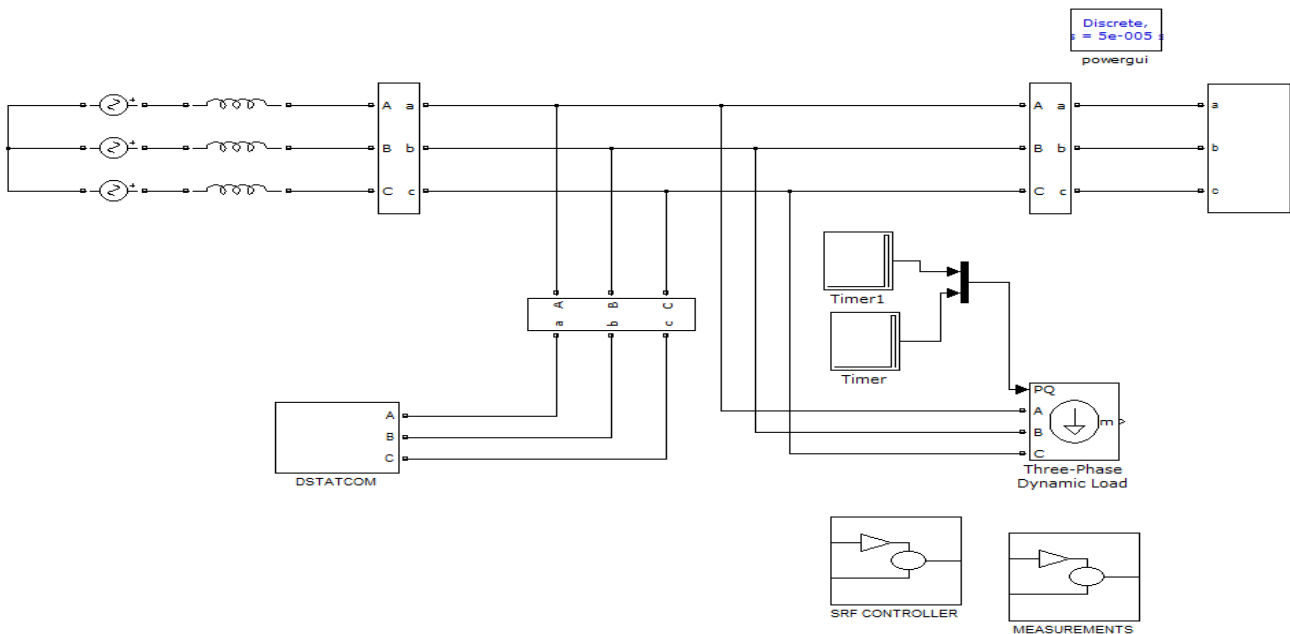 Discrete,
s = 5e-005 s
powergui
A a A a a
B b B b b
C c C c c
Timer1
A B C
a b c
Timer
PQ
A
B
C
m
Three-Phase
Dynamic Load
A
B
C
DSTATCOM
SRF CONTROLLER
MEASUREMENTS